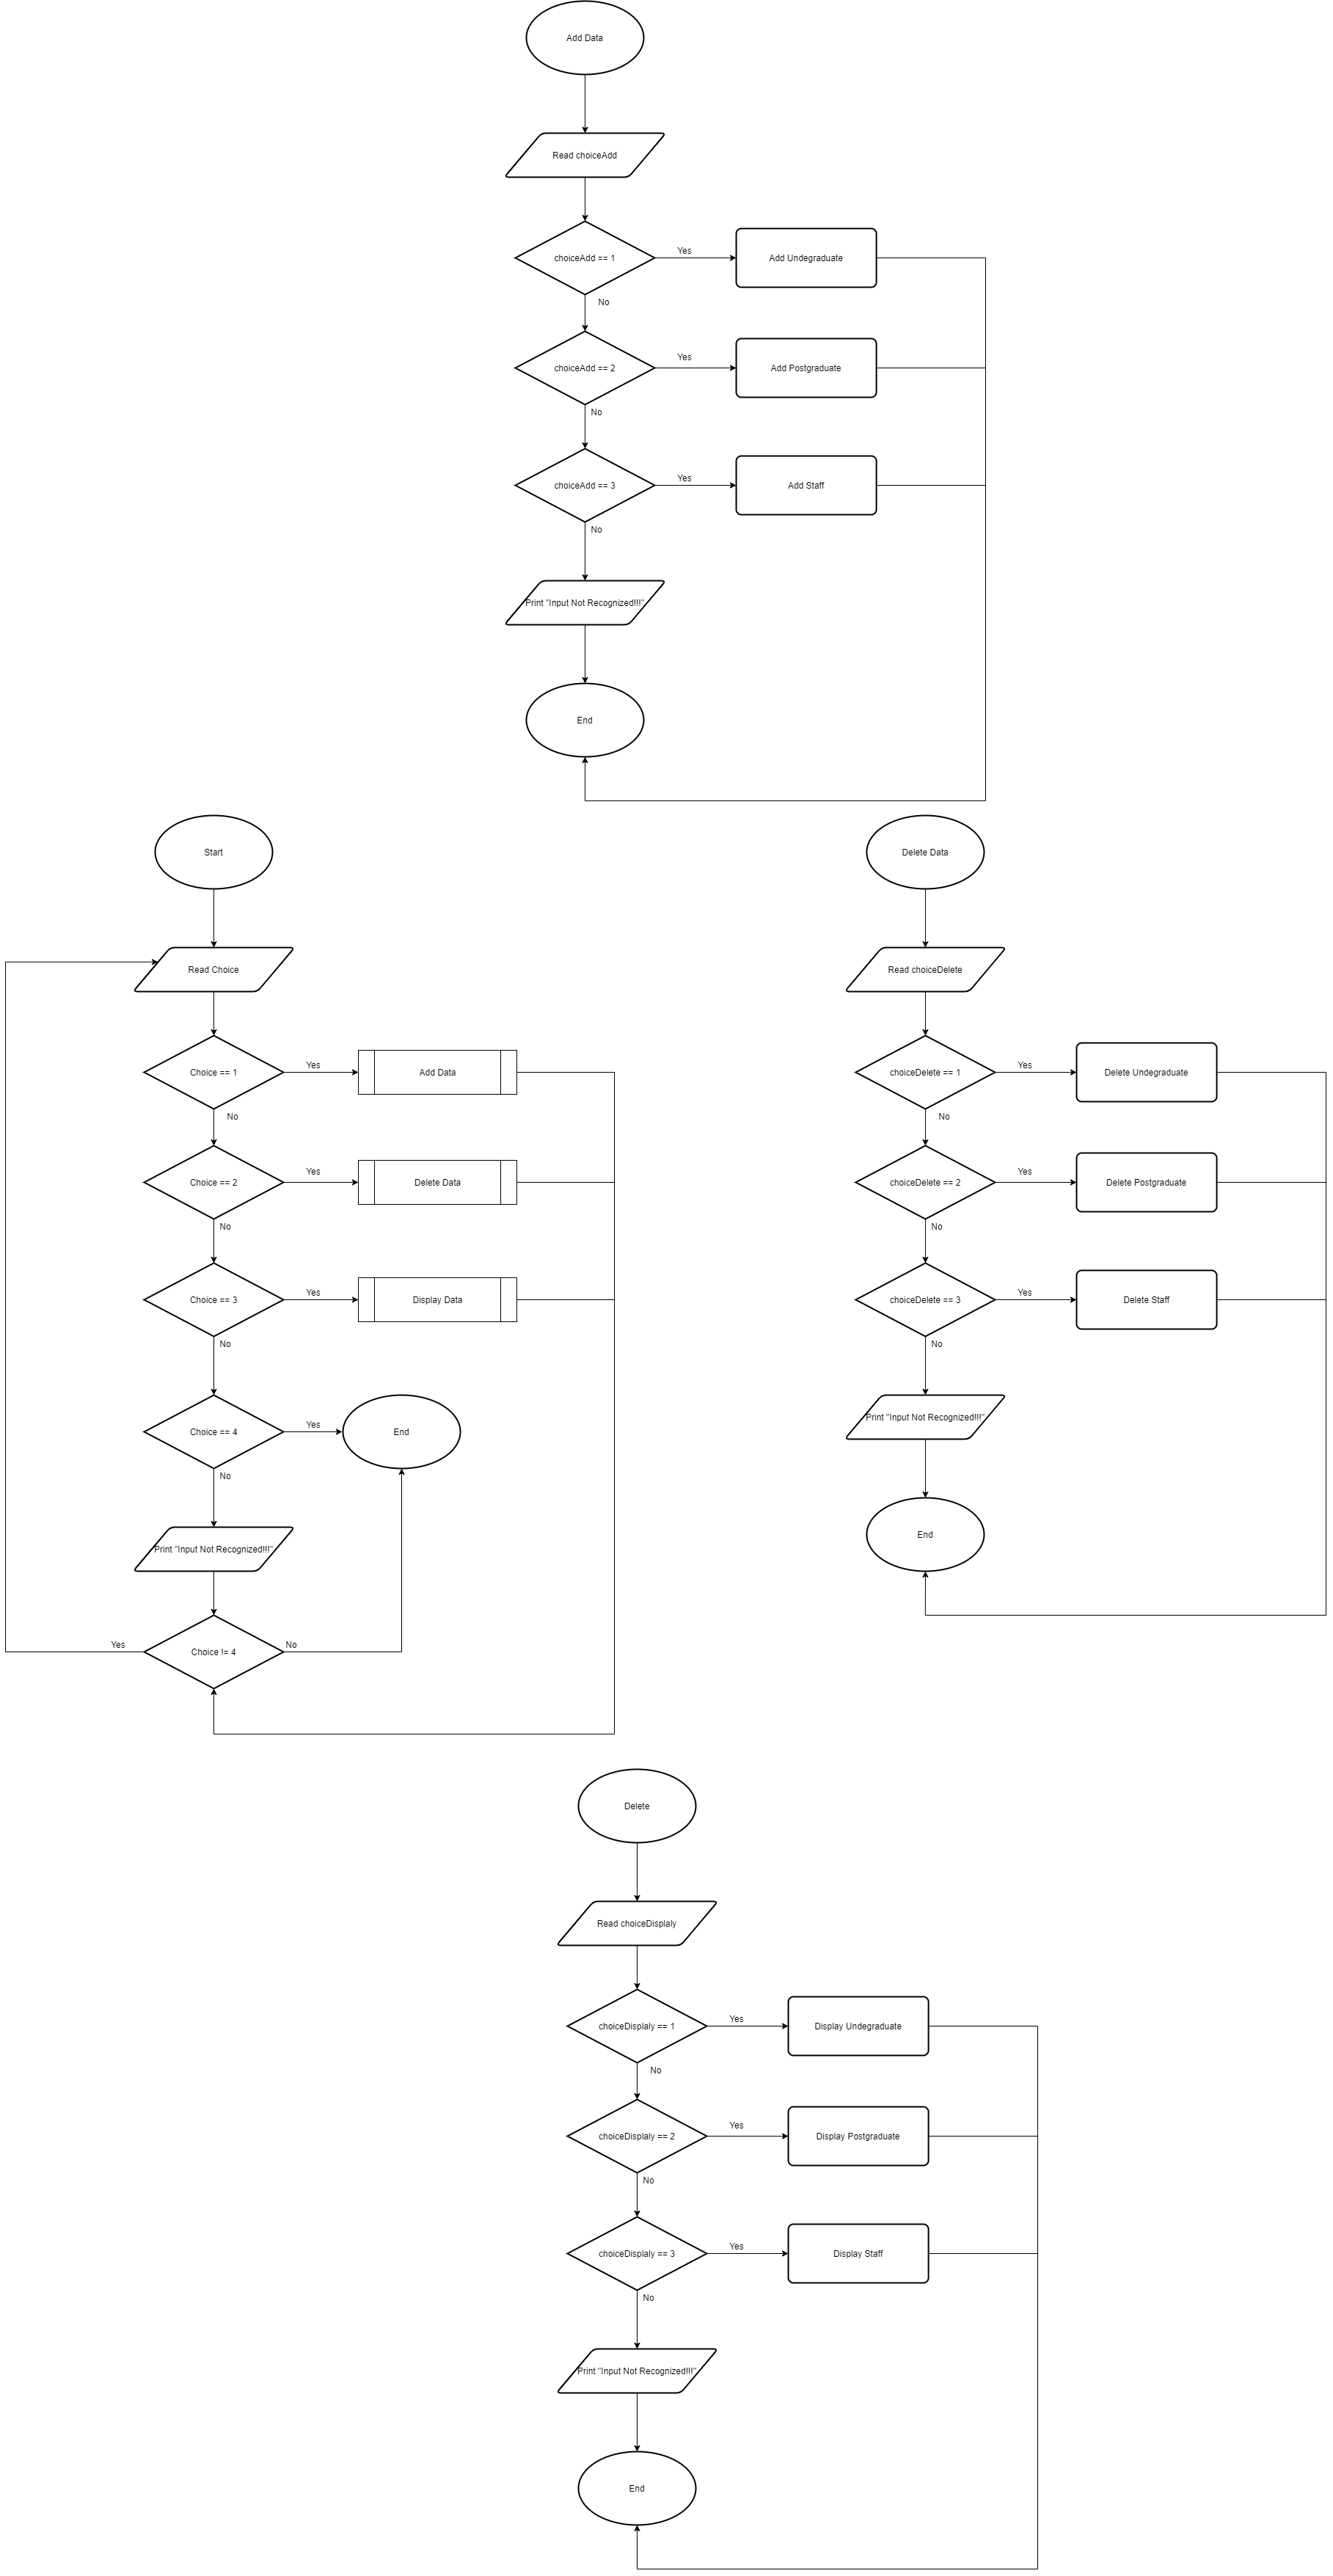 Add Data
Read choiceAdd
choiceAdd == 1
Yes
Add Undegraduate
No
choiceAdd == 2
Yes
Add Postgraduate
No
choiceAdd == 3
Yes
Add Staff
No
Print "Input Not Recognized!!!"
End
Start
Read Choice
Choice == 1
Yes
Add Data
No
Choice == 2
Yes
Delete Data
No
Choice == 3
Yes
Display Data
No
Choice == 4
Yes
End
No
Print "Input Not Recognized!!!"
Choice != 4
Yes
No
Delete Data
Read choiceDelete
choiceDelete == 1
Yes
Delete Undegraduate
No
choiceDelete == 2
Yes
Delete Postgraduate
No
choiceDelete == 3
Yes
Delete Staff
No
Print "Input Not Recognized!!!"
End
Delete
Read choiceDisplaly
choiceDisplaly == 1
Yes
Display Undegraduate
No
choiceDisplaly == 2
Yes
Display Postgraduate
No
choiceDisplaly == 3
Yes
Display Staff
No
Print "Input Not Recognized!!!"
End